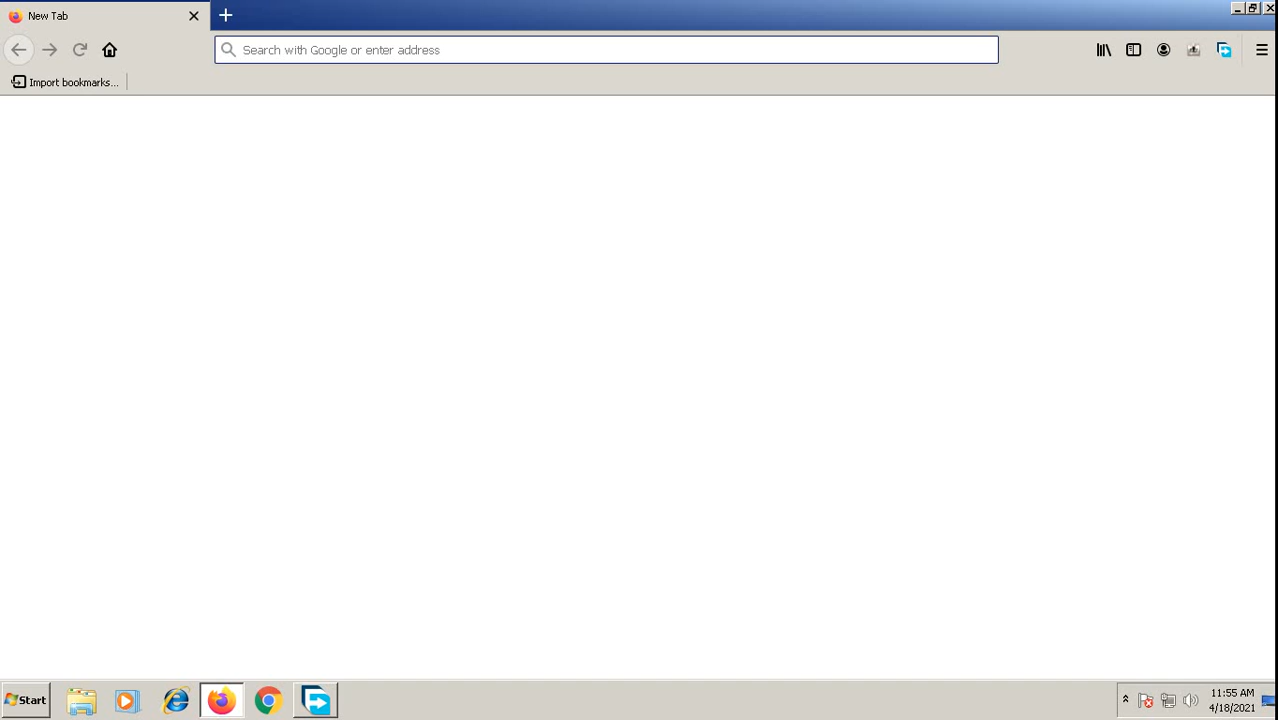 New Tab
Search with Google or enter address
Import bookmarks...
Start
11:55 AM
4/18/2021